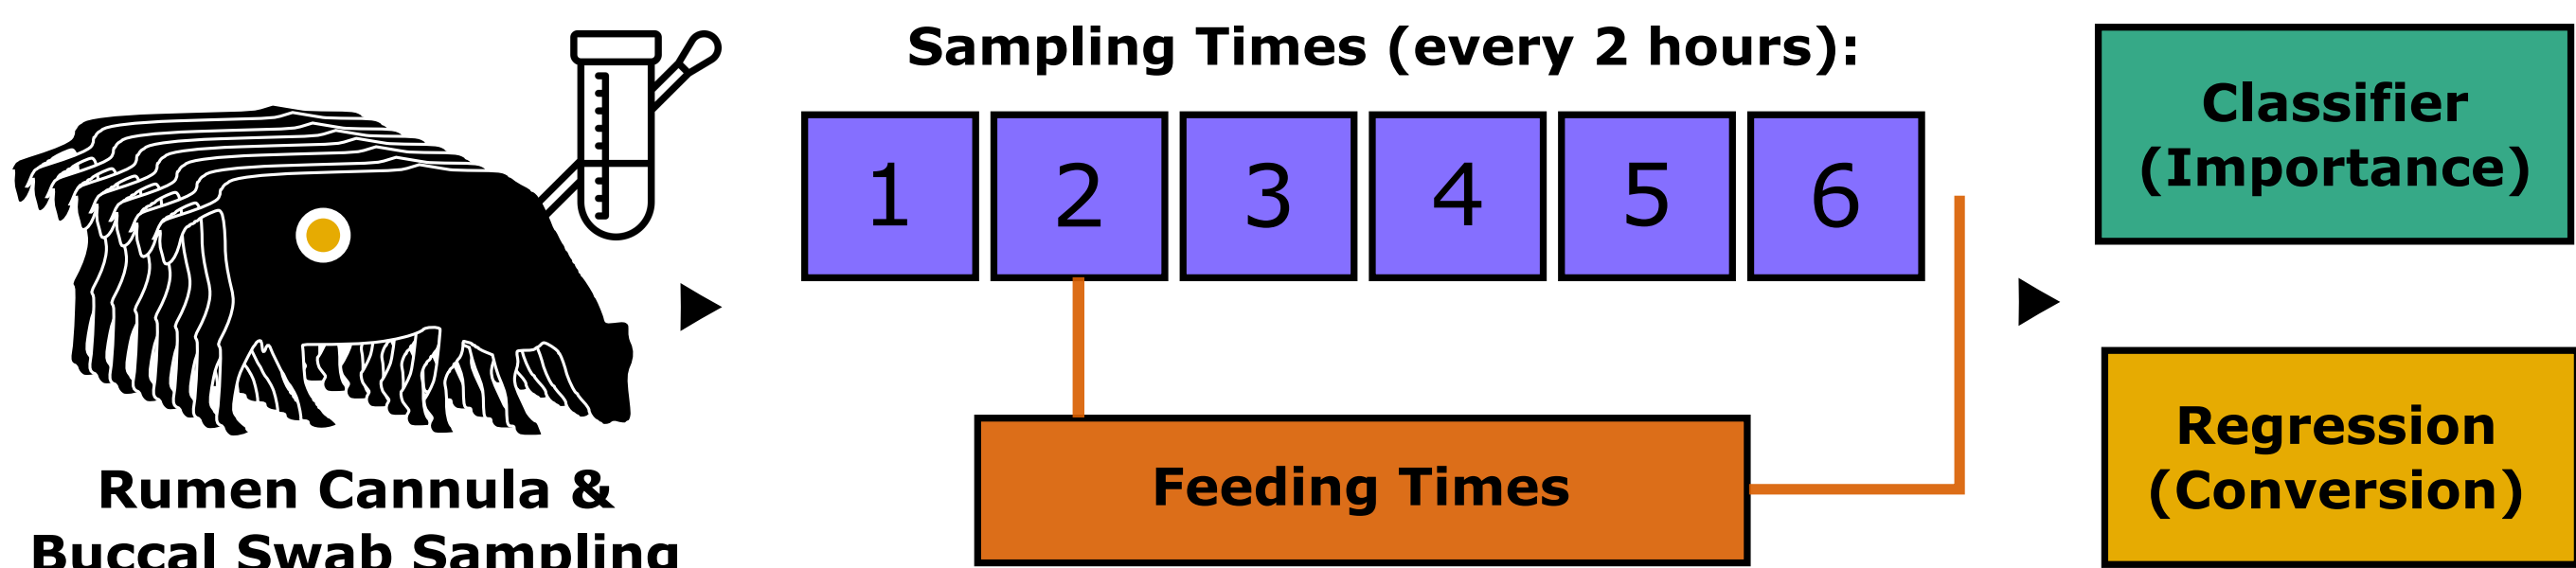 Rumen Cannula &
Buccal Swab Sampling
Sampling Times (every 2 hours):
1 2 3 4 5 6
Feeding Times
Classifier
(Importance)
Regression
(Conversion)